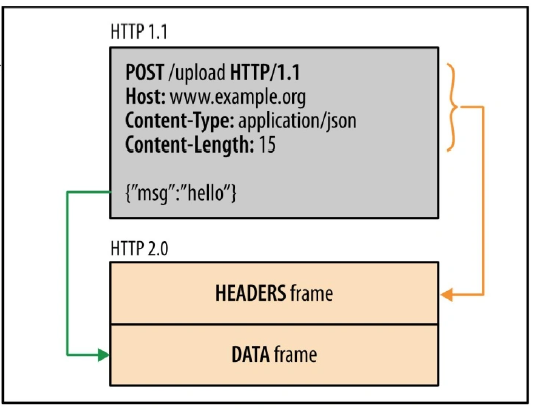 HTTP 1.1
POST /upload HTTP/1.1
Host: www.example.org
Content-Type: application/json
Content-Length: 15
{"msg":"hello"}
HTTP 2.0
HEADERS frame
DATA frame